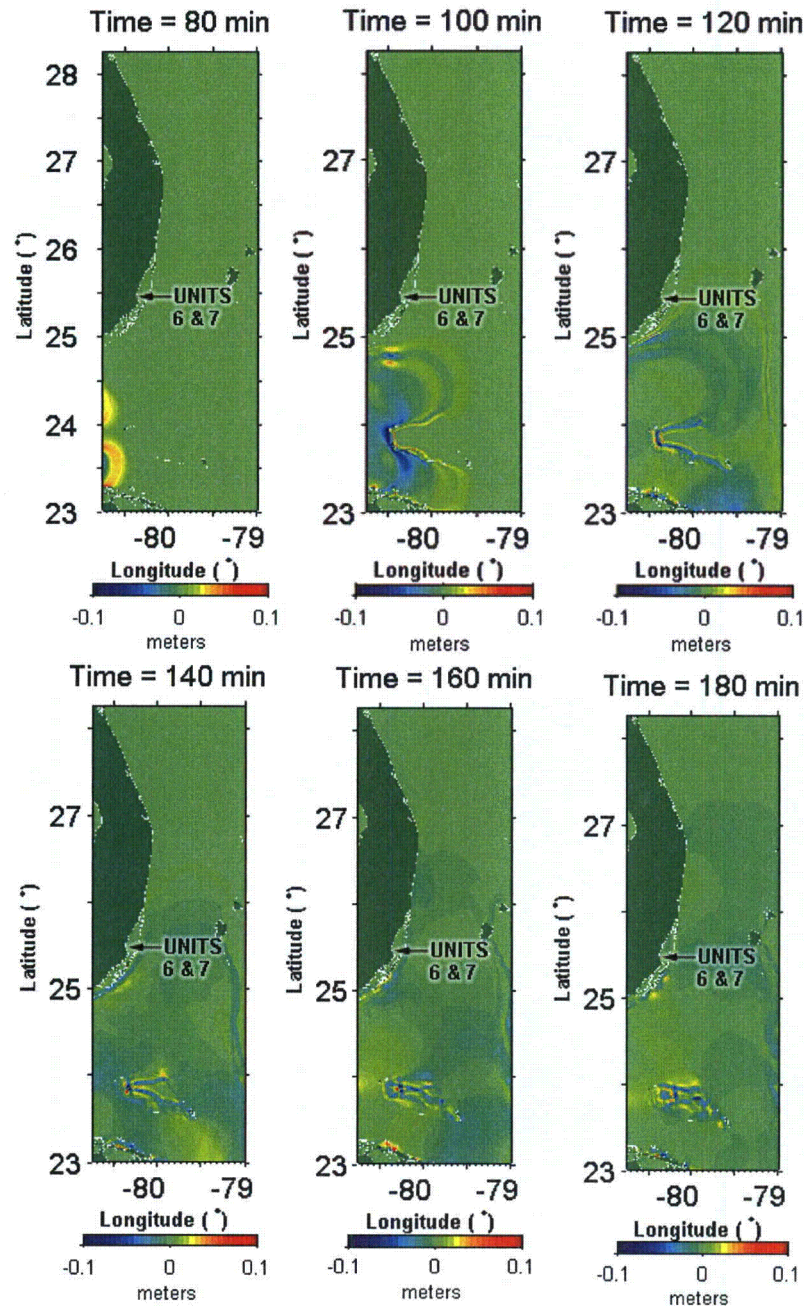 Time = 80 min
28
27
26
25
24
23
Latitude (°)
UNITS
6 & 7
-80 -79
Longitude (°)
-0.1 0 0.1
meters
Time = 100 min
27
25
23
Latitude (°)
UNITS
6 & 7
-80 -79
Longitude (°)
-0.1 0 0.1
meters
Time = 120 min
27
25
23
Latitude (°)
UNITS
6 & 7
-80 -79
Longitude (°)
-0.1 0 0.1
meters
Time = 140 min
27
25
23
Latitude (°)
UNITS
6 & 7
-80 -79
Longitude (°)
-0.1 0 0.1
meters
Time = 160 min
27
25
23
Latitude (°)
UNITS
6 & 7
-80 -79
Longitude (°)
-0.1 0 0.1
meters
Time = 180 min
27
25
23
Latitude (°)
UNITS
6 & 7
-80 -79
Longitude (°)
-0.1 0 0.1
meters